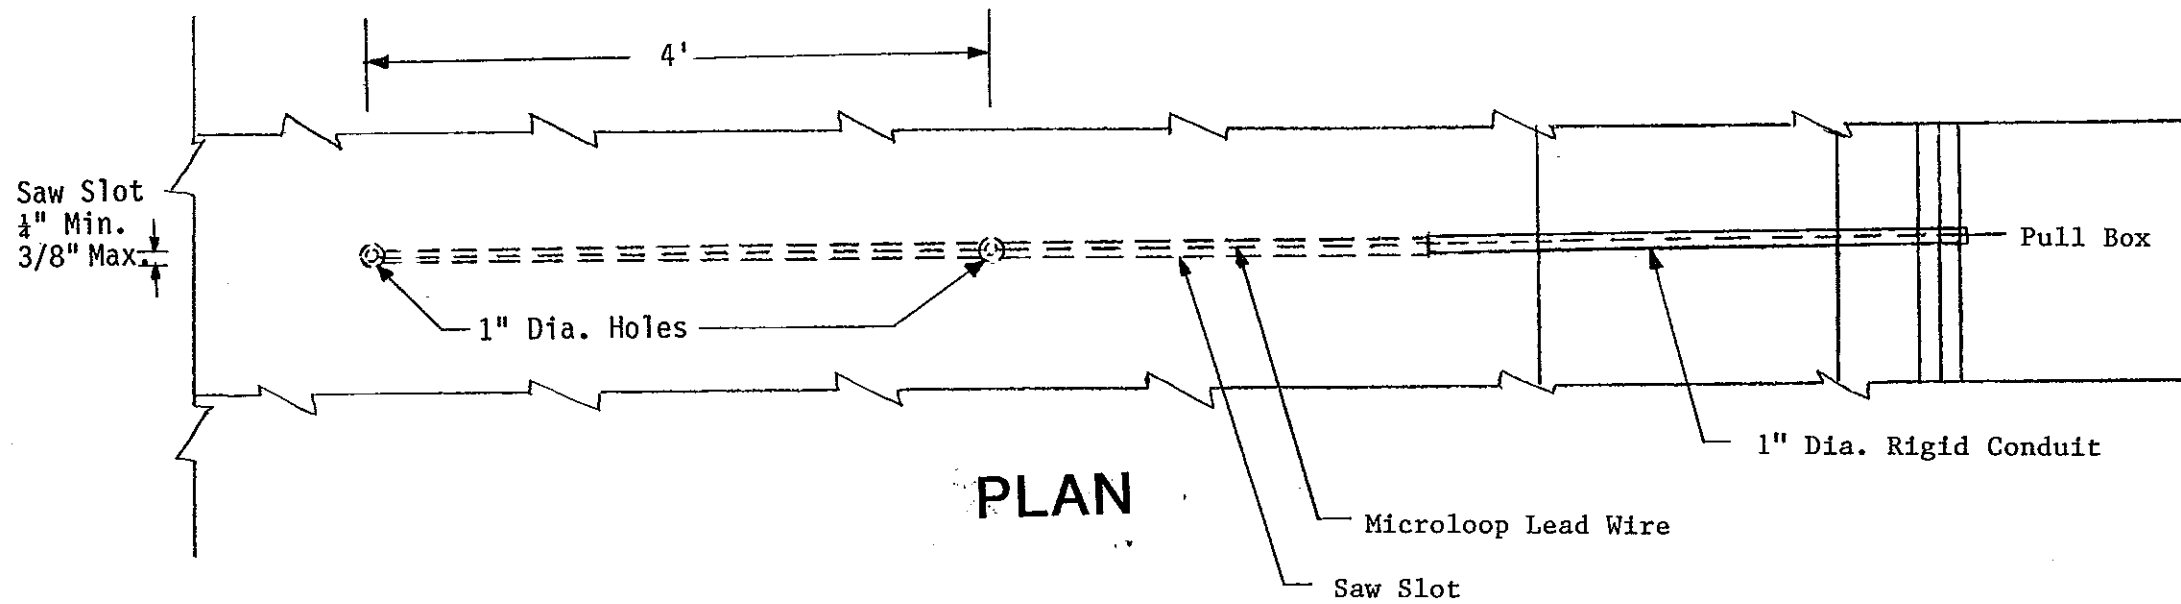 4'
Saw Slot
¼" Min.
3/8" Max.
Pull Box
1" Dia. Holes
1" Dia. Rigid Conduit
PLAN
Microloop Lead Wire
Saw Slot